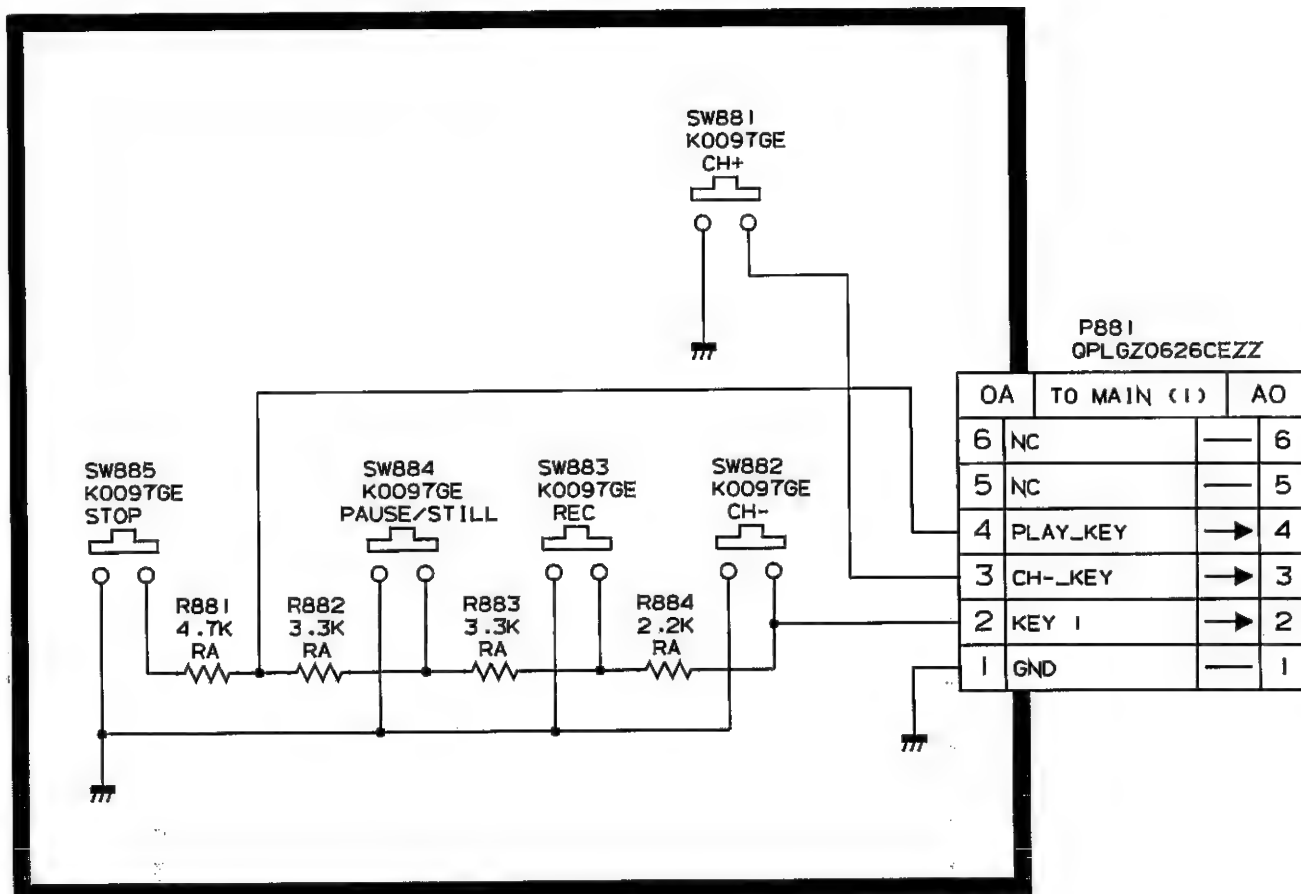 SW881
K0097GE
CH+
P881
QPLGZ0626CEZZ
OA TO MAIN (1) AO
6 NC 6
5 NC 5
4 PLAY_KEY 4
3 CH-_KEY 3
2 KEY 1 2
1 GND 1
SW885
K0097GE
STOP
SW884
K0097GE
PAUSE/STILL
SW883
K0097GE
REC
SW882
K0097GE
CH-
R881
4.7K
RA
R882
3.3K
RA
R883
3.3K
RA
R884
2.2K
RA